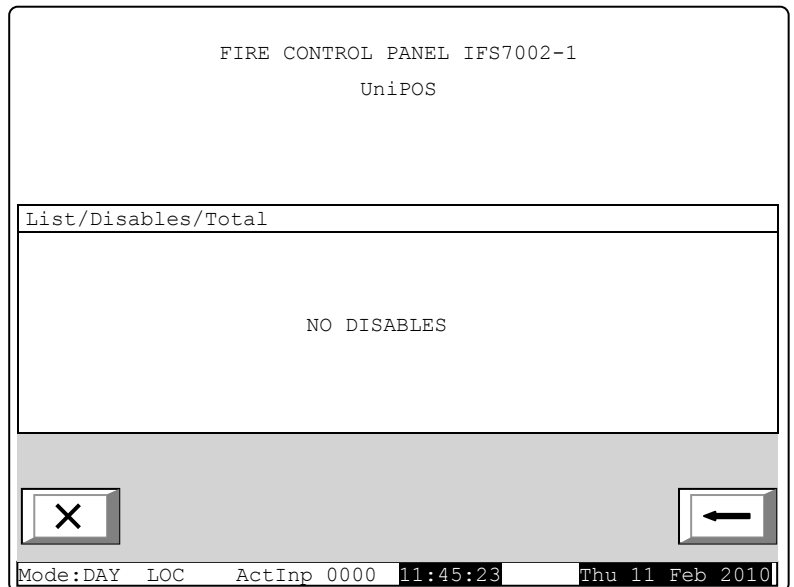 FIRE CONTROL PANEL IFS7002-1
UniPOS
List/Disables/Total
NO DISABLES
Mode:DAY LOC ActInp 0000 11:45:23 Thu 11 Feb 2010